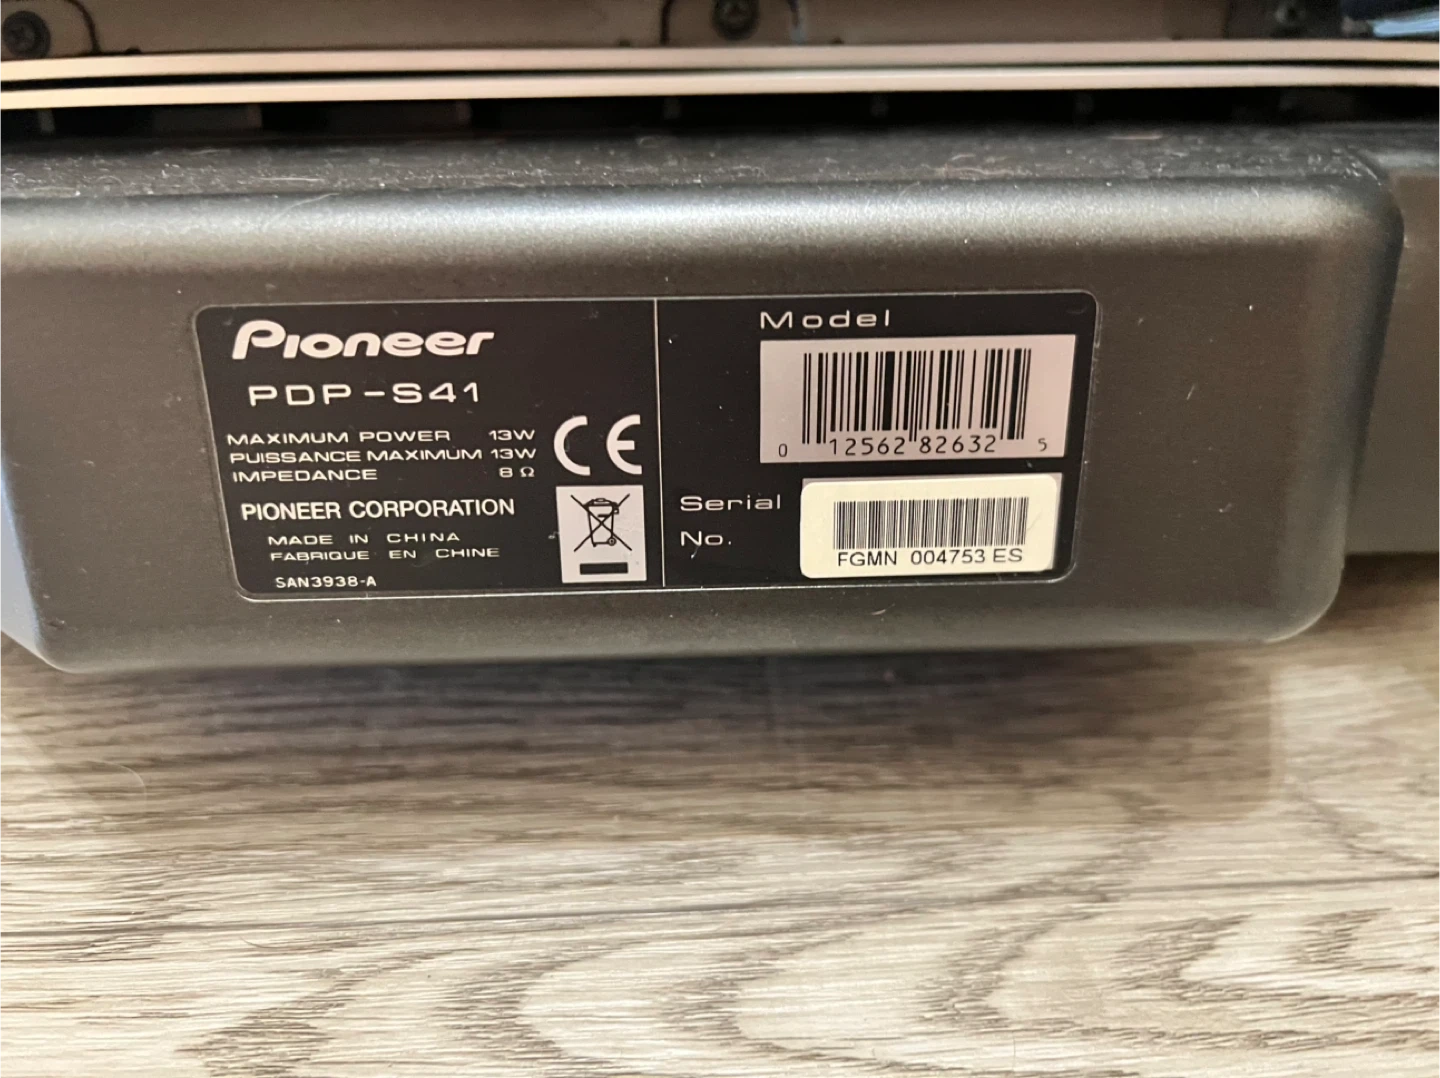 Pioneer
PDP-S41
MAXIMUM POWER 13W
PUISSANCE MAXIMUM 13W
IMPEDANCE 8 Ω
PIONEER CORPORATION
MADE IN CHINA
FABRIQUE EN CHINE
SAN3938-A
CE
Model
0 12562 82632 5
Serial
No.
FGMN 004753 ES